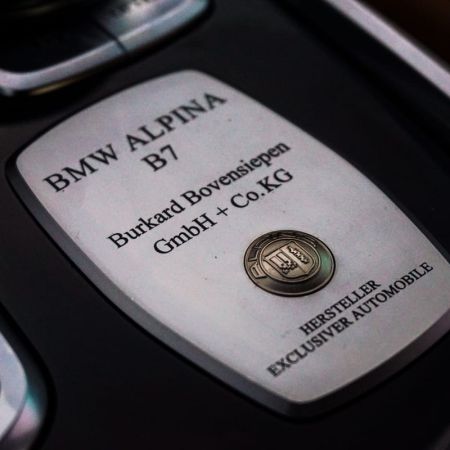 BMW ALPINA
B7
Burkard Bovensiepen
GmbH + Co.KG
HERSTELLER
EXCLUSIVER AUTOMOBILE